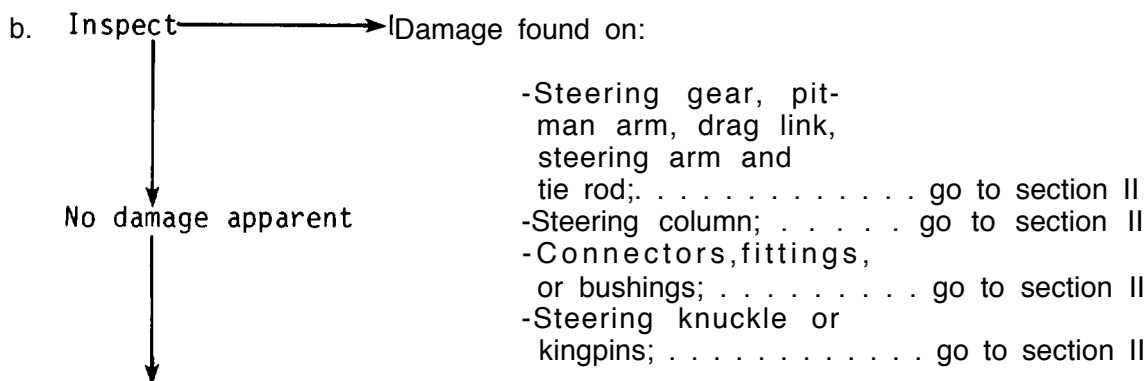 b. Inspect Damage found on:
-Steering gear, pit-
man arm, drag link,
steering arm and
tie rod;. . . . . . . . . . . . . go to section II
No damage apparent
-Steering column; . . . . . go to section II
-Connectors,fittings,
or bushings; . . . . . . . . . go to section II
-Steering knuckle or
kingpins; . . . . . . . . . . . . go to section II